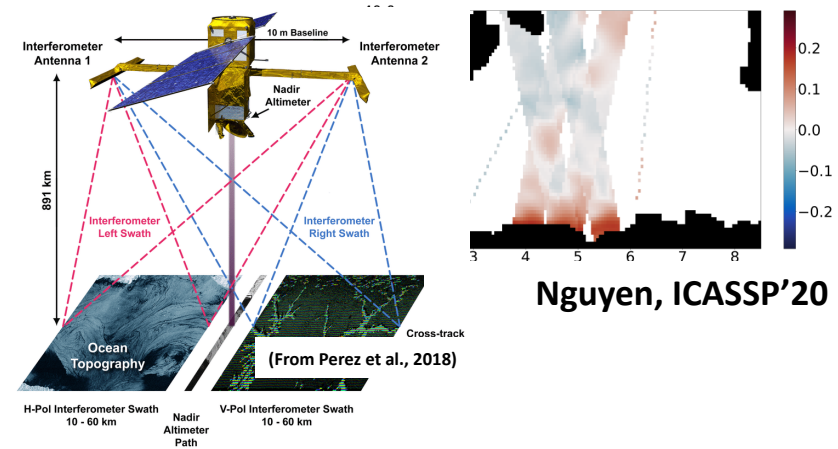 10 m Baseline
Interferometer
Antenna 1
Interferometer
Antenna 2
Nadir
Altimeter
891 km
Interferometer
Left Swath
Interferometer
Right Swath
Ocean
Topography
Cross-track
(From Perez et al., 2018)
H-Pol Interferometer Swath
10 - 60 km
Nadir
Altimeter
Path
V-Pol Interferometer Swath
10 - 60 km
0.2
0.1
0.0
−0.1
−0.2
3 4 5 6 7 8
Nguyen, ICASSP’20